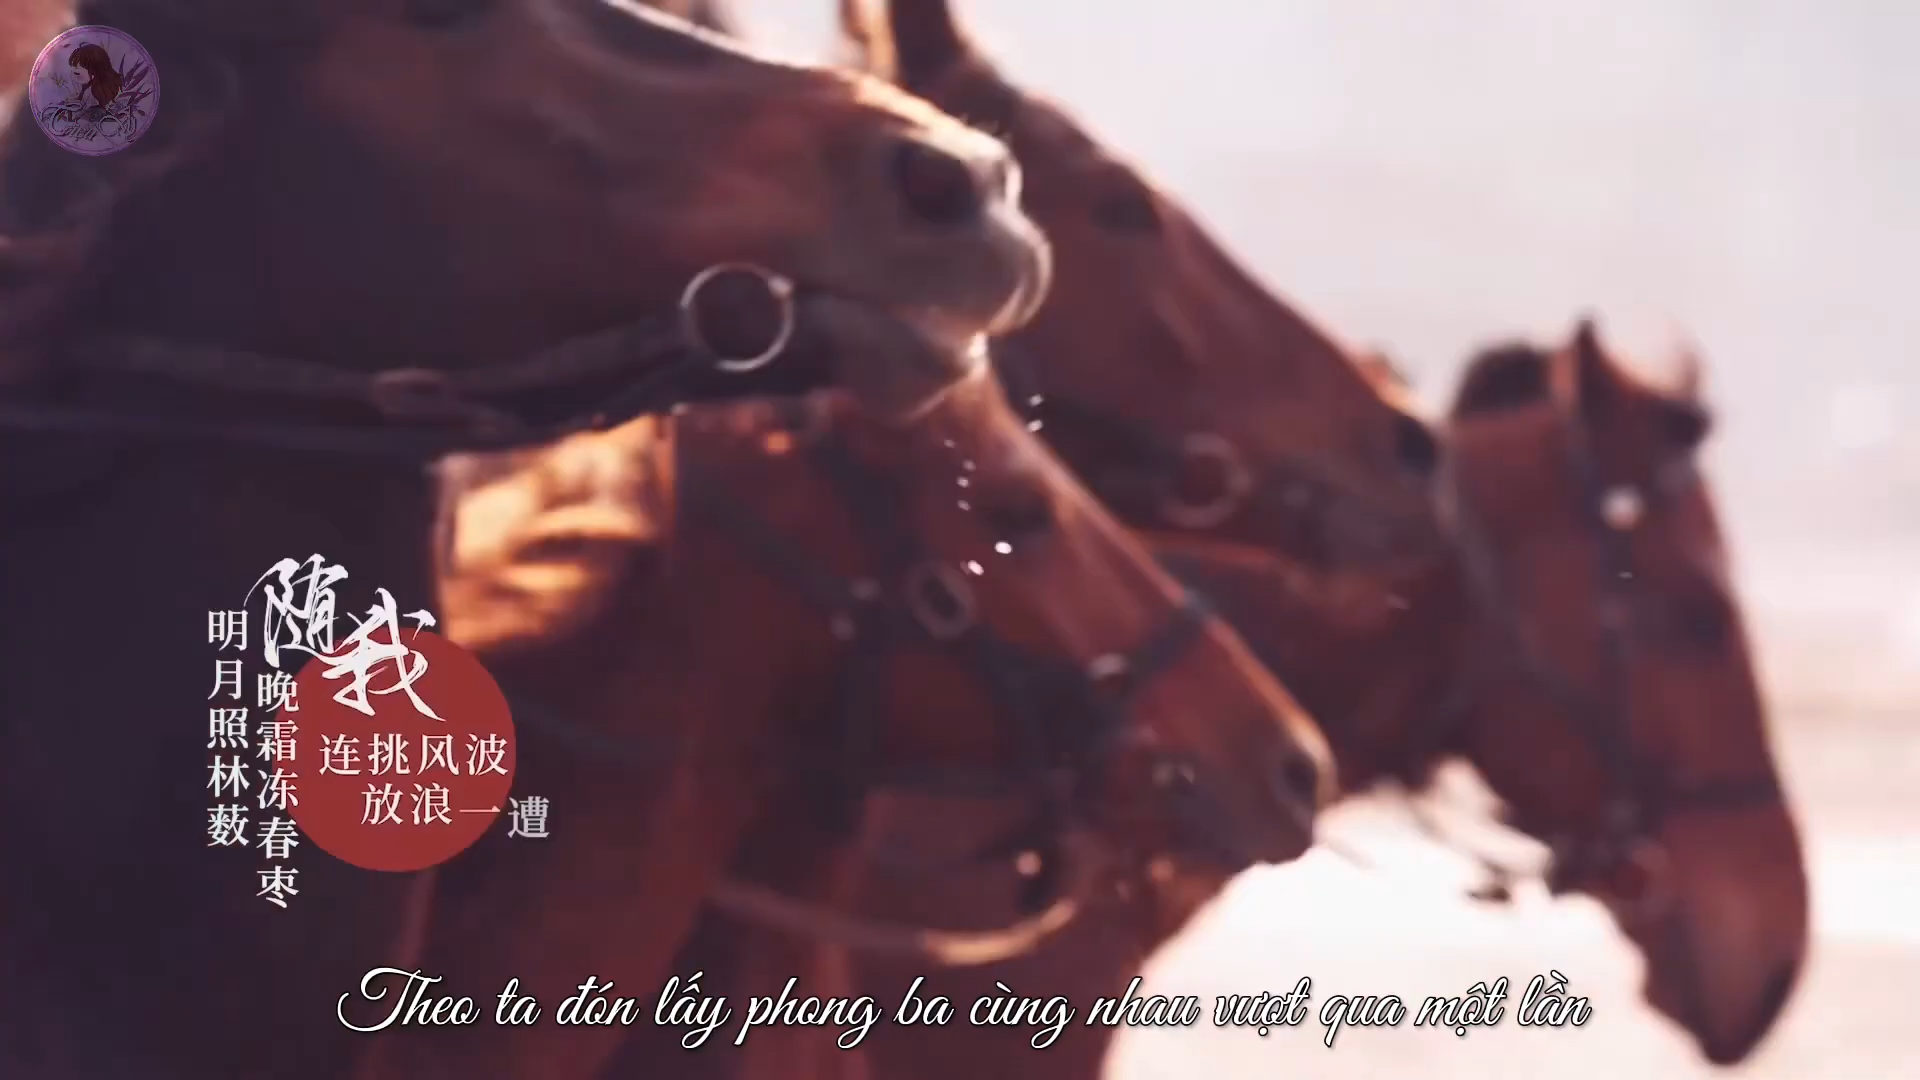 明月照林薮
晚霜冻春枣
随我
连挑风波
放浪一遭
Theo ta đón lấy phong ba cùng nhau vượt qua một lần